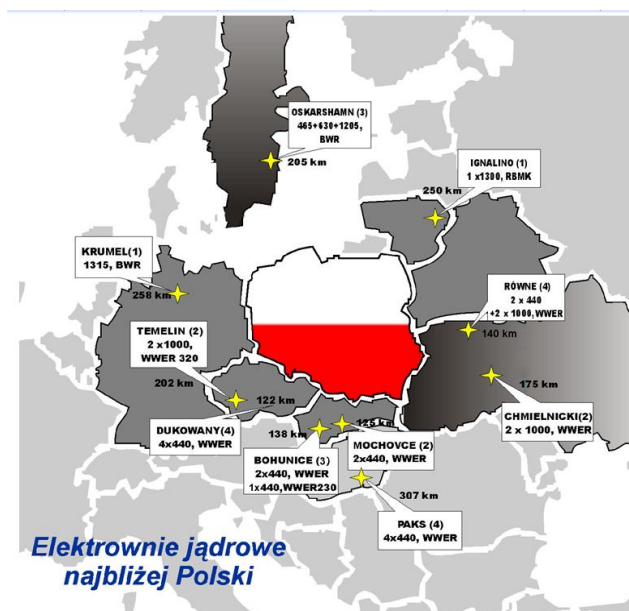 OSKARSHAMN (3)
465+630+1205,
BWR
205 km
IGNALINO (1)
1 x1300, RBMK
250 km
KRUMEL(1)
1315, BWR
258 km
RÓWNE (4)
2 x 440
+2 x 1000,WWER
140 km
TEMELIN (2)
2 x1000,
WWER 320
202 km
122 km
175 km
CHMIELNICKI(2)
2 x 1000, WWER
DUKOWANY(4)
4x440, WWER
138 km
125 km
MOCHOVCE (2)
2x440, WWER
BOHUNICE (3)
2x440, WWER
1x440,WWER230
307 km
PAKS (4)
4x440, WWER
Elektrownie jądrowe
najbliżej Polski